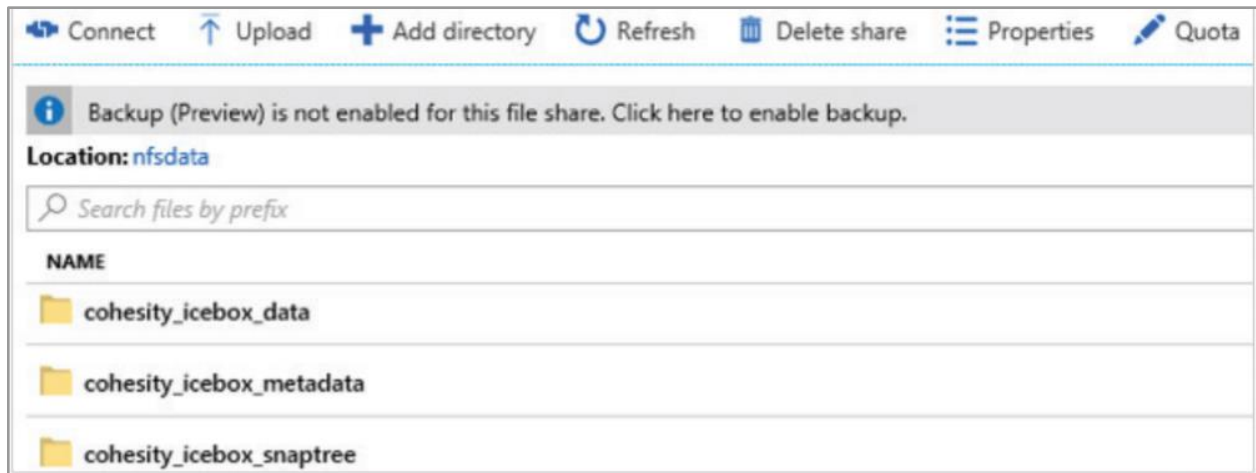 Connect Upload Add directory Refresh Delete share Properties Quota
Backup (Preview) is not enabled for this file share. Click here to enable backup.
Location: nfsdata
Search files by prefix
NAME
cohesity_icebox_data
cohesity_icebox_metadata
cohesity_icebox_snaptree